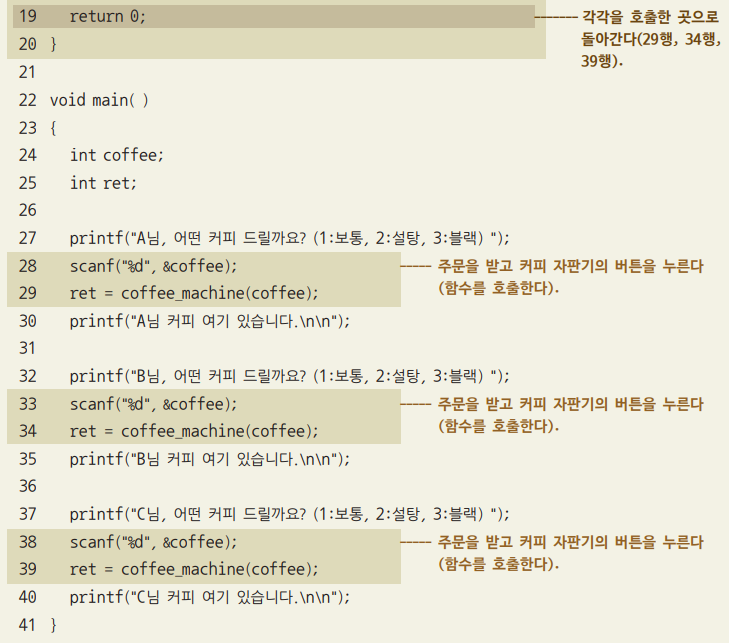 19 return 0;
각각을 호출한 곳으로
20 }
돌아간다(29행, 34행,
39행).
21
22 void main( )
23 {
24 int coffee;
25 int ret;
26
27 printf("A님, 어떤 커피 드릴까요? (1:보통, 2:설탕, 3:블랙) ");
28 scanf("%d", &coffee);
주문을 받고 커피 자판기의 버튼을 누른다
(함수를 호출한다).
29 ret = coffee_machine(coffee);
30 printf("A님 커피 여기 있습니다.\n\n");
31
32 printf("B님, 어떤 커피 드릴까요? (1:보통, 2:설탕, 3:블랙) ");
33 scanf("%d", &coffee);
주문을 받고 커피 자판기의 버튼을 누른다
(함수를 호출한다).
34 ret = coffee_machine(coffee);
35 printf("B님 커피 여기 있습니다.\n\n");
36
37 printf("C님, 어떤 커피 드릴까요? (1:보통, 2:설탕, 3:블랙) ");
38 scanf("%d", &coffee);
주문을 받고 커피 자판기의 버튼을 누른다
(함수를 호출한다).
39 ret = coffee_machine(coffee);
40 printf("C님 커피 여기 있습니다.\n\n");
41 }